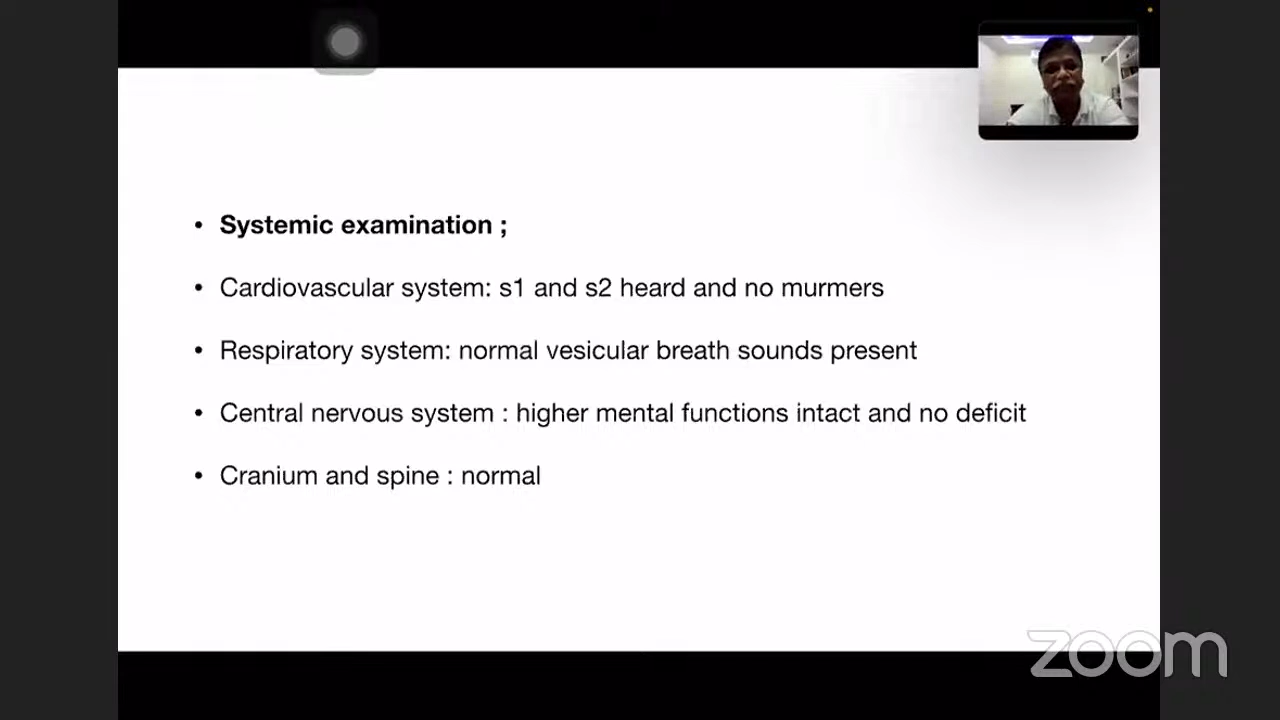 • Systemic examination ;
• Cardiovascular system: s1 and s2 heard and no murmers
• Respiratory system: normal vesicular breath sounds present
• Central nervous system : higher mental functions intact and no deficit
• Cranium and spine : normal
zoom